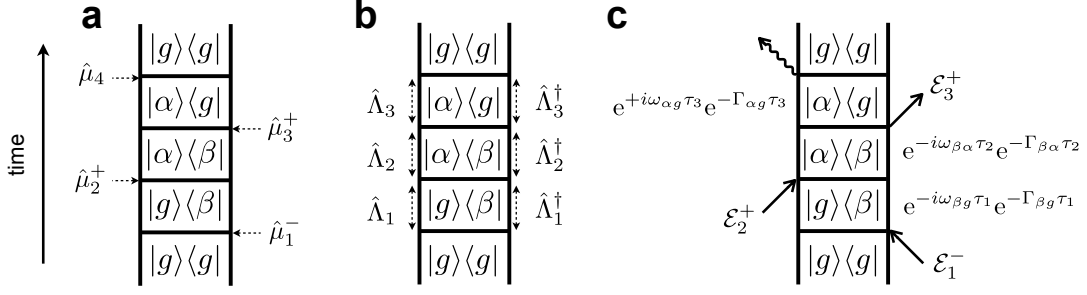 a
|g⟩⟨g|
μ̂₄
|α⟩⟨g|
μ̂₃⁺
|α⟩⟨β|
μ̂₂⁺
|g⟩⟨β|
μ̂₁⁻
|g⟩⟨g|
time
b
|g⟩⟨g|
Λ̂₃ |α⟩⟨g| Λ̂₃†
Λ̂₂ |α⟩⟨β| Λ̂₂†
Λ̂₁ |g⟩⟨β| Λ̂₁†
|g⟩⟨g|
c
|g⟩⟨g|
e^{+iω_{αg}τ₃}e^{−Γ_{αg}τ₃} |α⟩⟨g| ℰ₃⁺
|α⟩⟨β| e^{−iω_{βα}τ₂}e^{−Γ_{βα}τ₂}
ℰ₂⁺ |g⟩⟨β| e^{−iω_{βg}τ₁}e^{−Γ_{βg}τ₁}
|g⟩⟨g| ℰ₁⁻